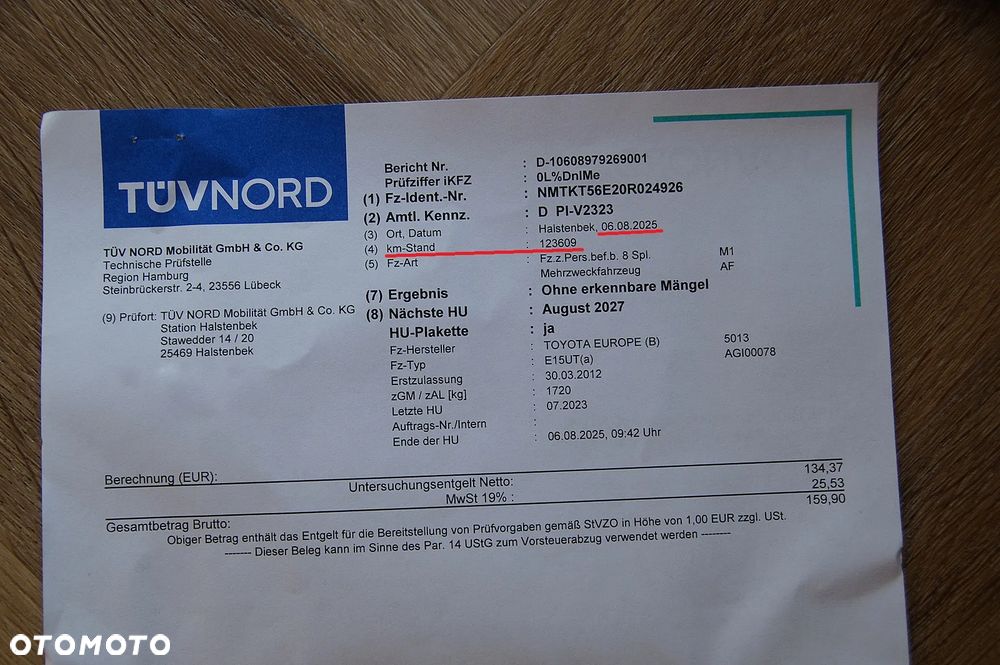 TÜVNORD
TÜV NORD Mobilität GmbH & Co. KG
Technische Prüfstelle
Region Hamburg
Steinbrückerstr. 2-4, 23556 Lübeck
(9) Prüfort: TÜV NORD Mobilität GmbH & Co. KG
Station Halstenbek
Stawedder 14 / 20
25469 Halstenbek
Bericht Nr. : D-10608979269001
Prüfziffer iKFZ : 0L%DnIMe
(1) Fz-Ident.-Nr. : NMTKT56E20R024926
(2) Amtl. Kennz. : D PI-V2323
(3) Ort, Datum : Halstenbek, 06.08.2025
(4) km-Stand : 123609
(5) Fz-Art : Fz.z.Pers.bef.b. 8 Spl. M1
Mehrzweckfahrzeug AF
(7) Ergebnis : Ohne erkennbare Mängel
(8) Nächste HU : August 2027
HU-Plakette : ja
Fz-Hersteller : TOYOTA EUROPE (B) 5013
Fz-Typ : E15UT(a) AGI00078
Erstzulassung : 30.03.2012
zGM / zAL [kg] : 1720
Letzte HU : 07.2023
Auftrags-Nr./Intern :
Ende der HU : 06.08.2025, 09:42 Uhr
Berechnung (EUR): Untersuchungsentgelt Netto: 134,37
MwSt 19% : 25,53
Gesamtbetrag Brutto: 159,90
Obiger Betrag enthält das Entgelt für die Bereitstellung von Prüfvorgaben gemäß StVZO in Höhe von 1,00 EUR zzgl. USt.
------- Dieser Beleg kann im Sinne des Par. 14 UStG zum Vorsteuerabzug verwendet werden --------
OTOMOTO